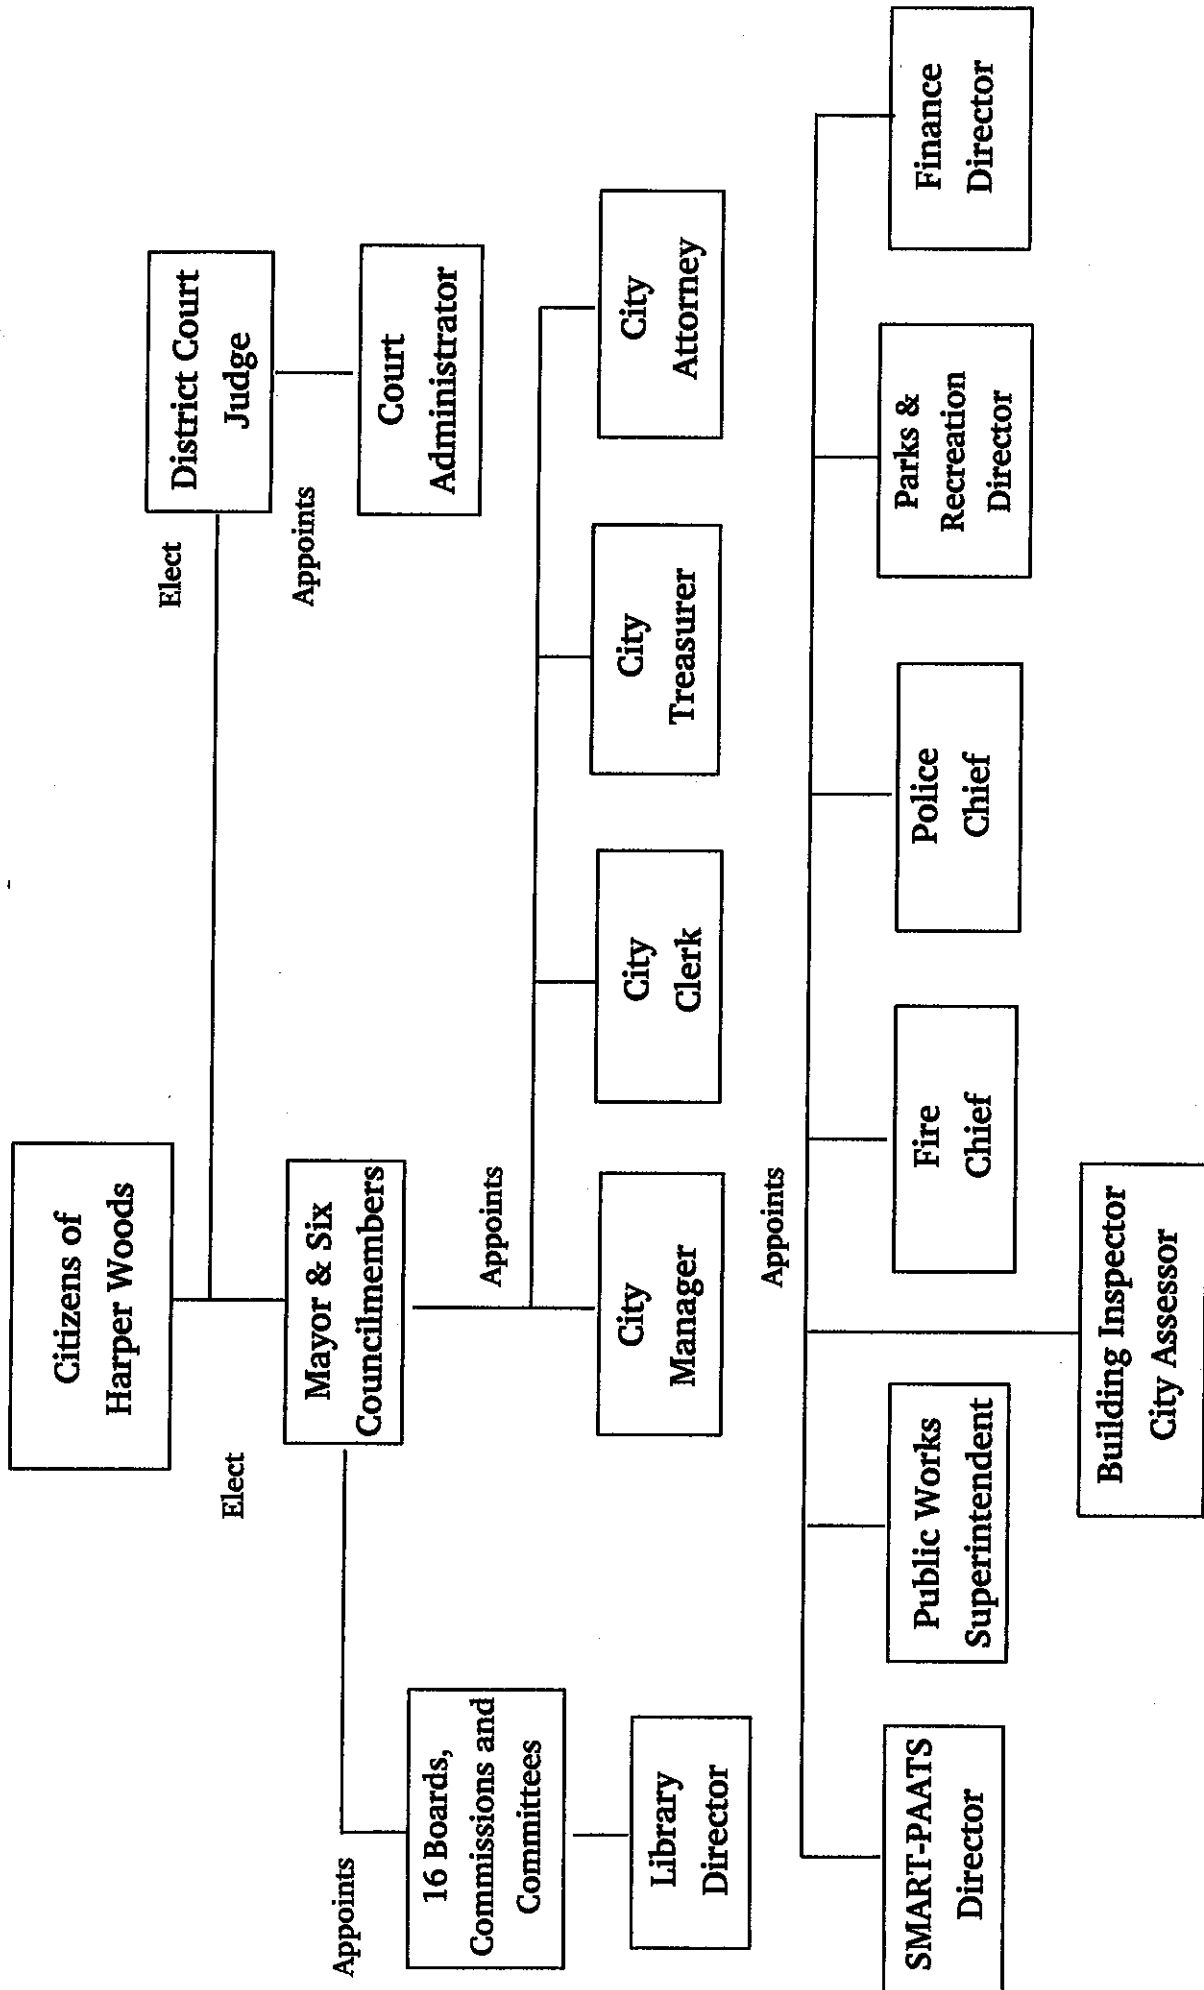 Citizens of
Harper Woods
Elect
Elect
District Court
Judge
Mayor & Six
Councilmembers
Appoints
Court
Administrator
Appoints
16 Boards,
Commissions and
Committees
Appoints
City
Manager
City
Clerk
City
Treasurer
City
Attorney
Library
Director
Appoints
SMART-PAATS
Director
Public Works
Superintendent
Fire
Chief
Police
Chief
Parks &
Recreation
Director
Finance
Director
Building Inspector
City Assessor